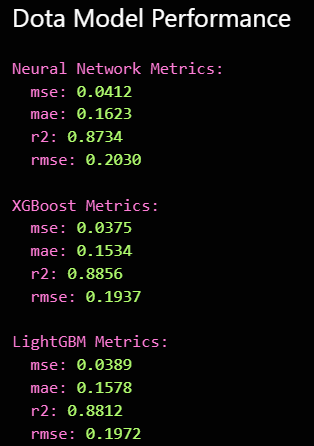 Dota Model Performance
Neural Network Metrics:
mse: 0.0412
mae: 0.1623
r2: 0.8734
rmse: 0.2030
XGBoost Metrics:
mse: 0.0375
mae: 0.1534
r2: 0.8856
rmse: 0.1937
LightGBM Metrics:
mse: 0.0389
mae: 0.1578
r2: 0.8812
rmse: 0.1972